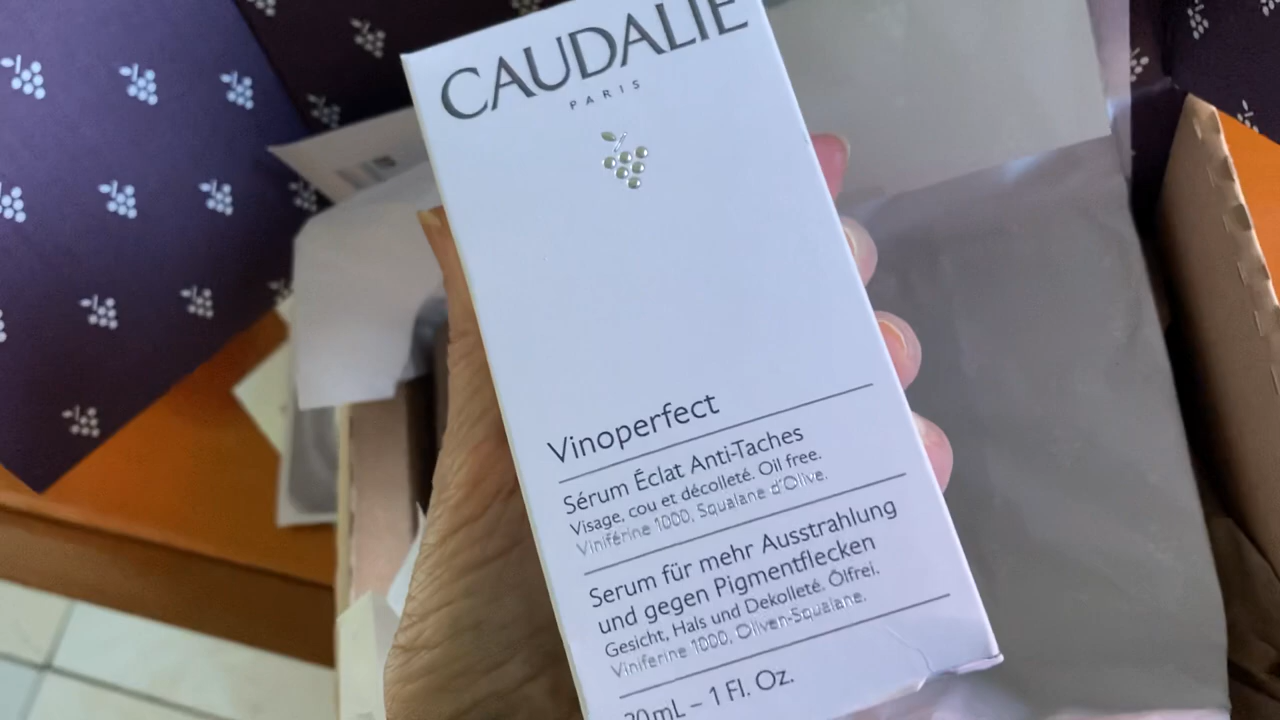 CAUDALIE
PARIS
Vinoperfect
Sérum Éclat Anti-Taches
Visage, cou et décolleté. Oil free.
Viniférine 1000, Squalane d'Olive.
Serum für mehr Ausstrahlung
und gegen Pigmentflecken
Gesicht, Hals und Dekolleté. Ölfrei.
Viniferine 1000, Oliven-Squalane.
30mL – 1 Fl. Oz.